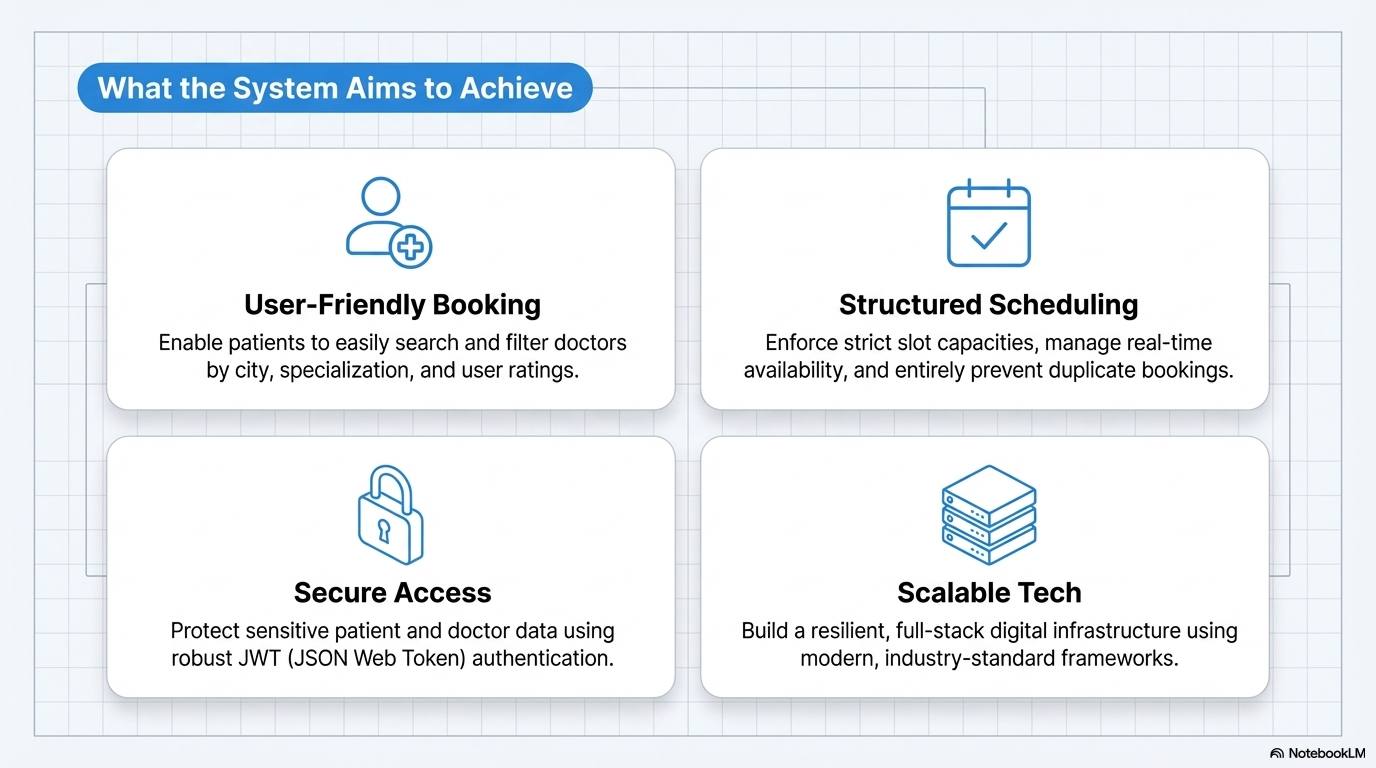 What the System Aims to Achieve
User-Friendly Booking
Enable patients to easily search and filter doctors
by city, specialization, and user ratings.
Structured Scheduling
Enforce strict slot capacities, manage real-time
availability, and entirely prevent duplicate bookings.
Secure Access
Protect sensitive patient and doctor data using
robust JWT (JSON Web Token) authentication.
Scalable Tech
Build a resilient, full-stack digital infrastructure using
modern, industry-standard frameworks.
NotebookLM